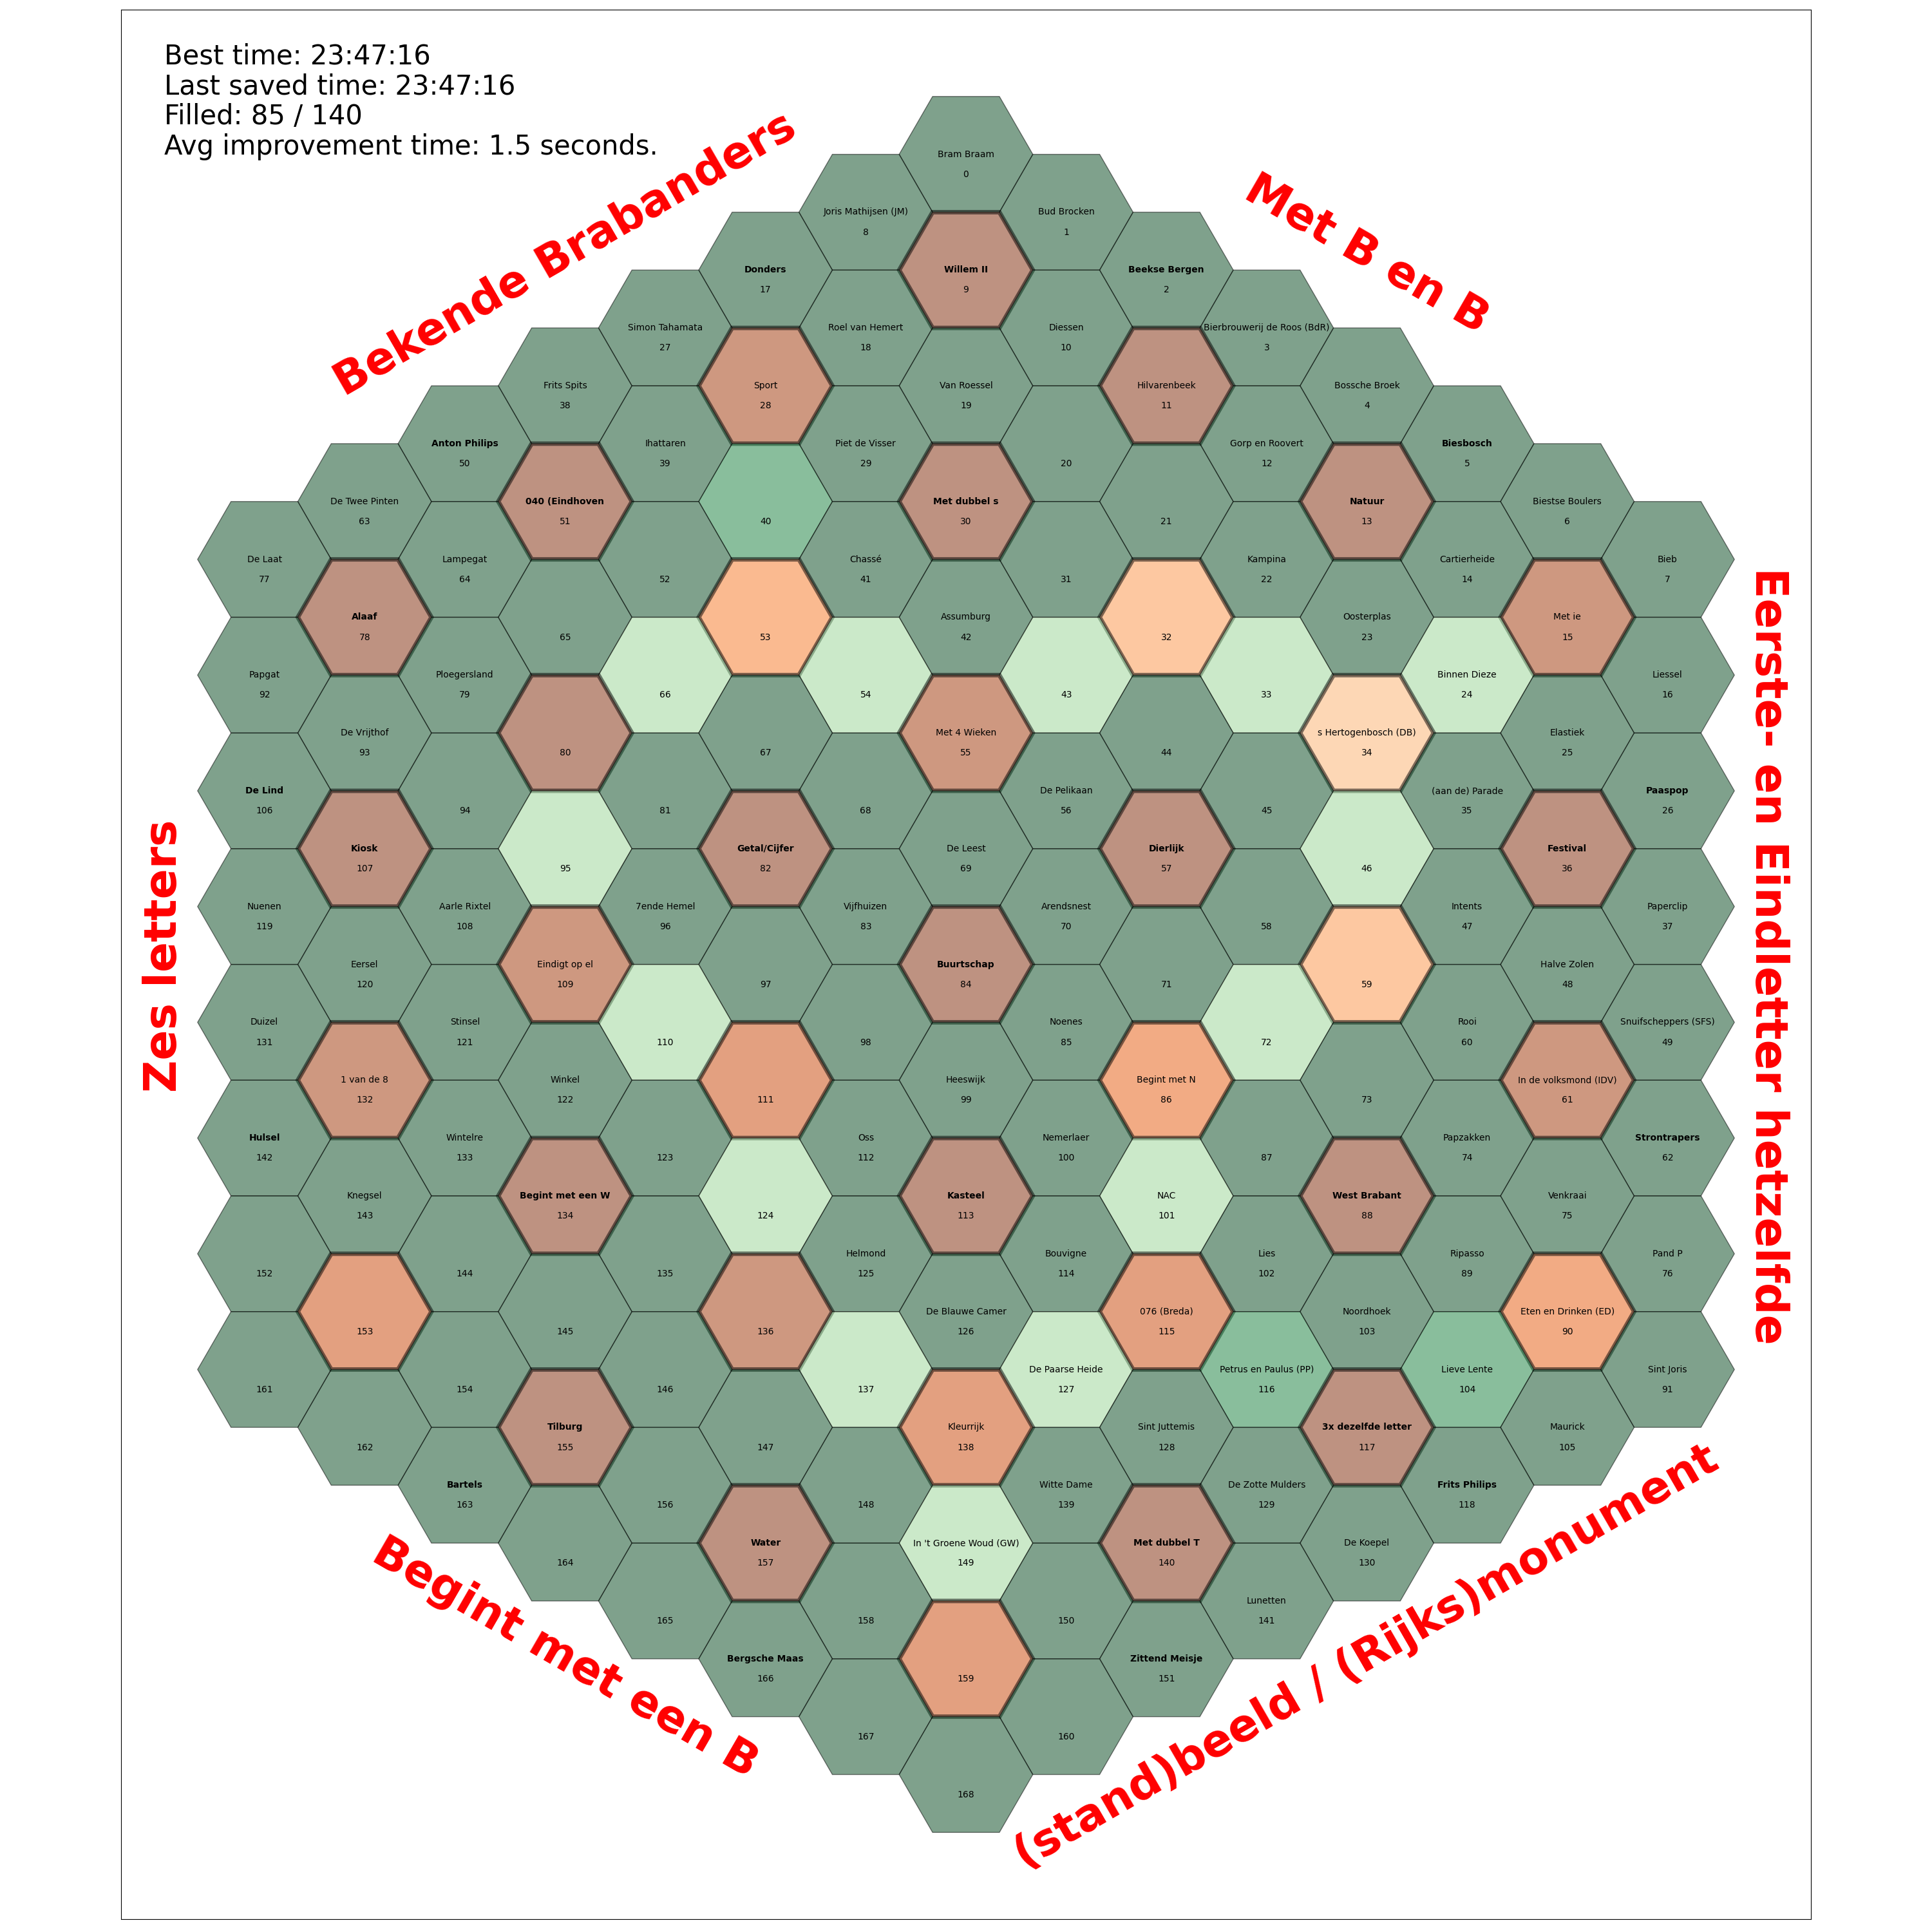 Best time: 23:47:16
Last saved time: 23:47:16
Filled: 85 / 140
Avg improvement time: 1.5 seconds.
Bekende Brabanders
Met B en B
Eerste- en Eindletter hetzelfde
Zes letters
Begint met een B
(stand)beeld / (Rijks)monument
Bram Braam
0
Bud Brocken
1
Beekse Bergen
2
Bierbrouwerij de Roos (BdR)
3
Bossche Broek
4
Biesbosch
5
Biestse Boulers
6
Bieb
7
Joris Mathijsen (JM)
8
Willem II
9
Diessen
10
Hilvarenbeek
11
Gorp en Roovert
12
Natuur
13
Cartierheide
14
Met ie
15
Liessel
16
Donders
17
Roel van Hemert
18
Van Roessel
19
20
21
Kampina
22
Oosterplas
23
Binnen Dieze
24
Elastiek
25
Paaspop
26
Simon Tahamata
27
Sport
28
Piet de Visser
29
Met dubbel s
30
31
32
33
s Hertogenbosch (DB)
34
(aan de) Parade
35
Festival
36
Paperclip
37
Frits Spits
38
Ihattaren
39
40
Chassé
41
Assumburg
42
43
44
45
46
Intents
47
Halve Zolen
48
Snuifscheppers (SFS)
49
Anton Philips
50
040 (Eindhoven
51
52
53
54
Met 4 Wieken
55
De Pelikaan
56
Dierlijk
57
58
59
Rooi
60
In de volksmond (IDV)
61
Strontrapers
62
De Twee Pinten
63
Lampegat
64
65
66
67
68
De Leest
69
Arendsnest
70
71
72
73
Papzakken
74
Venkraai
75
Pand P
76
De Laat
77
Alaaf
78
Ploegersland
79
80
81
Getal/Cijfer
82
Vijfhuizen
83
Buurtschap
84
Noenes
85
Begint met N
86
87
West Brabant
88
Ripasso
89
Eten en Drinken (ED)
90
Sint Joris
91
Papgat
92
De Vrijthof
93
94
95
7ende Hemel
96
97
98
Heeswijk
99
Nemerlaer
100
NAC
101
Lies
102
Noordhoek
103
Lieve Lente
104
Maurick
105
De Lind
106
Kiosk
107
Aarle Rixtel
108
Eindigt op el
109
110
111
Oss
112
Kasteel
113
Bouvigne
114
076 (Breda)
115
Petrus en Paulus (PP)
116
3x dezelfde letter
117
Frits Philips
118
Nuenen
119
Eersel
120
Stinsel
121
Winkel
122
123
124
Helmond
125
De Blauwe Camer
126
De Paarse Heide
127
Sint Juttemis
128
De Zotte Mulders
129
De Koepel
130
Duizel
131
1 van de 8
132
Wintelre
133
Begint met een W
134
135
136
137
Kleurrijk
138
Witte Dame
139
Met dubbel T
140
Lunetten
141
Hulsel
142
Knegsel
143
144
145
146
147
148
In 't Groene Woud (GW)
149
150
Zittend Meisje
151
152
153
154
Tilburg
155
156
Water
157
158
159
160
161
162
Bartels
163
164
165
Bergsche Maas
166
167
168